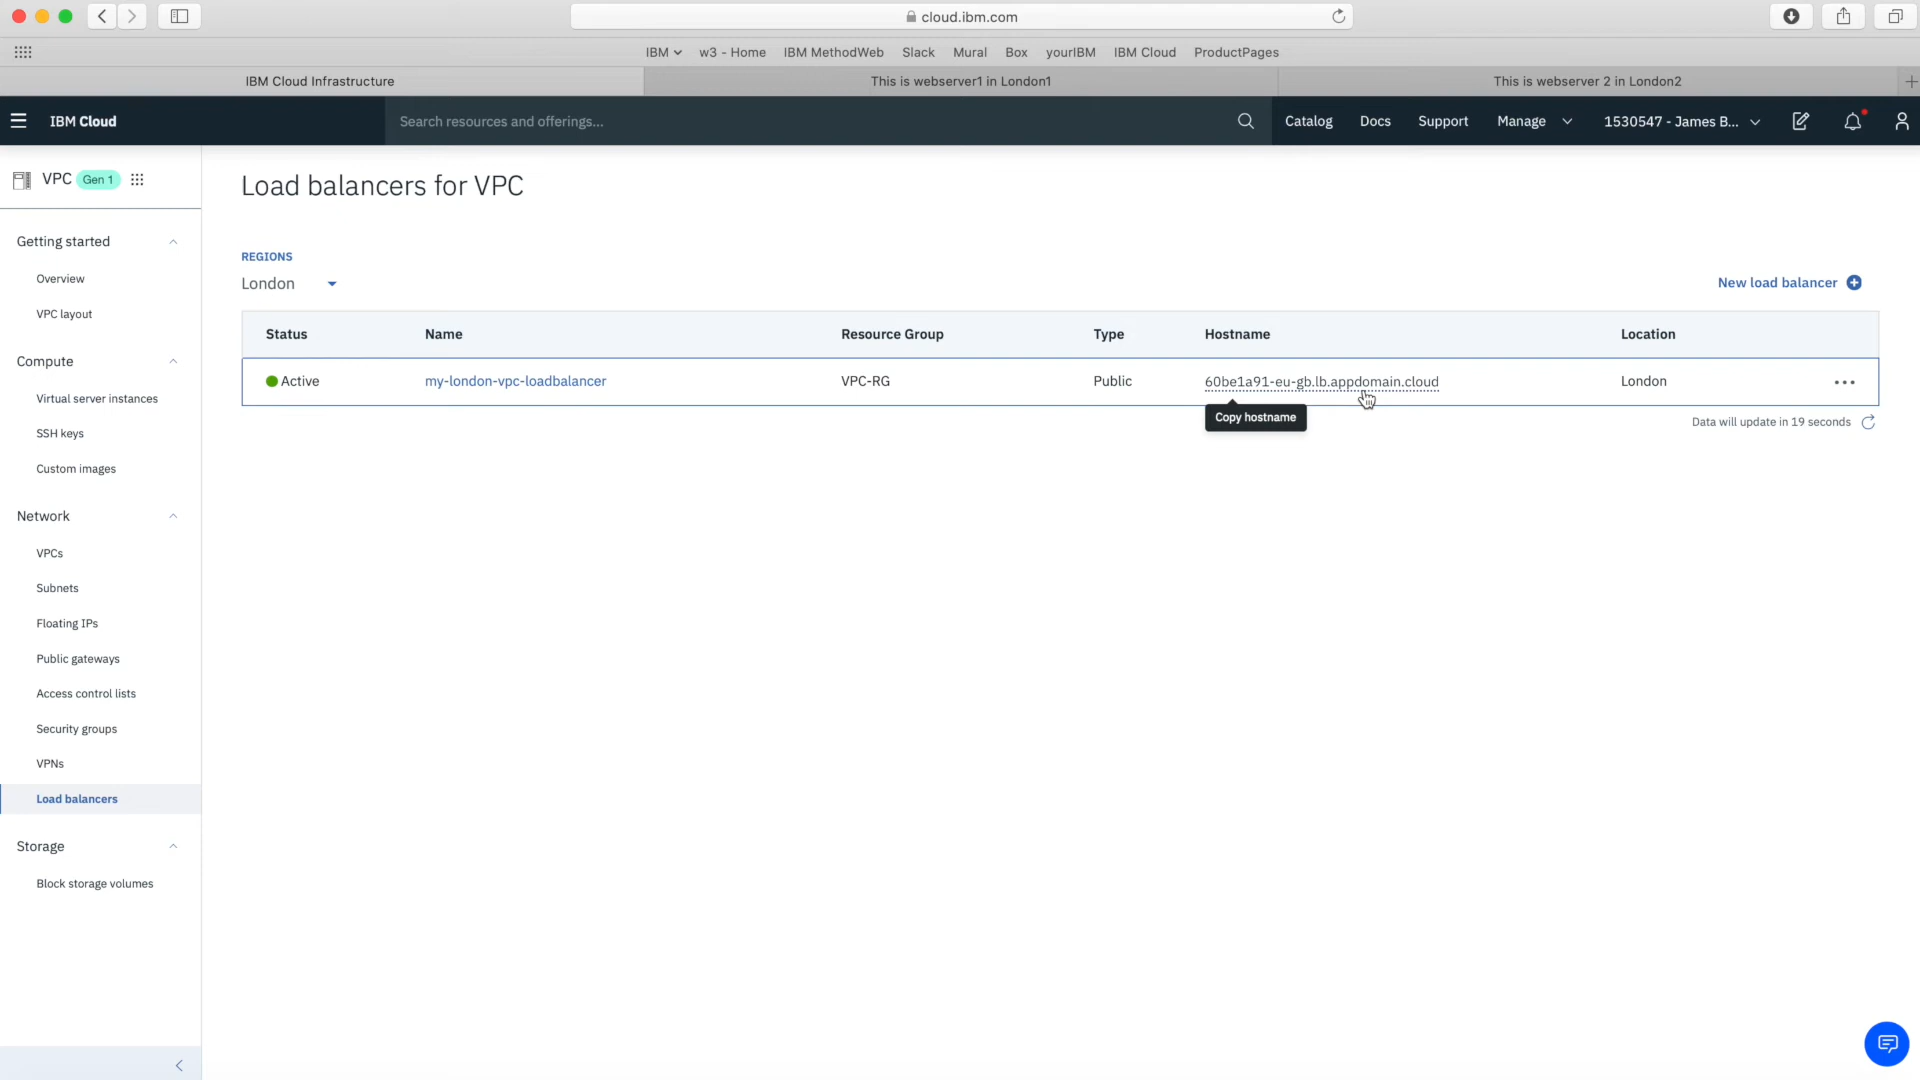 cloud.ibm.com
IBM w3 - Home IBM MethodWeb Slack Mural Box yourIBM IBM Cloud ProductPages
IBM Cloud Infrastructure This is webserver1 in London1 This is webserver 2 in London2
IBM Cloud Search resources and offerings... Catalog Docs Support Manage 1530547 - James B...
VPC Gen 1
Load balancers for VPC
Getting started
Overview
VPC layout
Compute
Virtual server instances
SSH keys
Custom images
Network
VPCs
Subnets
Floating IPs
Public gateways
Access control lists
Security groups
VPNs
Load balancers
Storage
Block storage volumes
REGIONS
London
New load balancer
Status Name Resource Group Type Hostname Location
Active my-london-vpc-loadbalancer VPC-RG Public 60be1a91-eu-gb.lb.appdomain.cloud London
Copy hostname
Data will update in 19 seconds